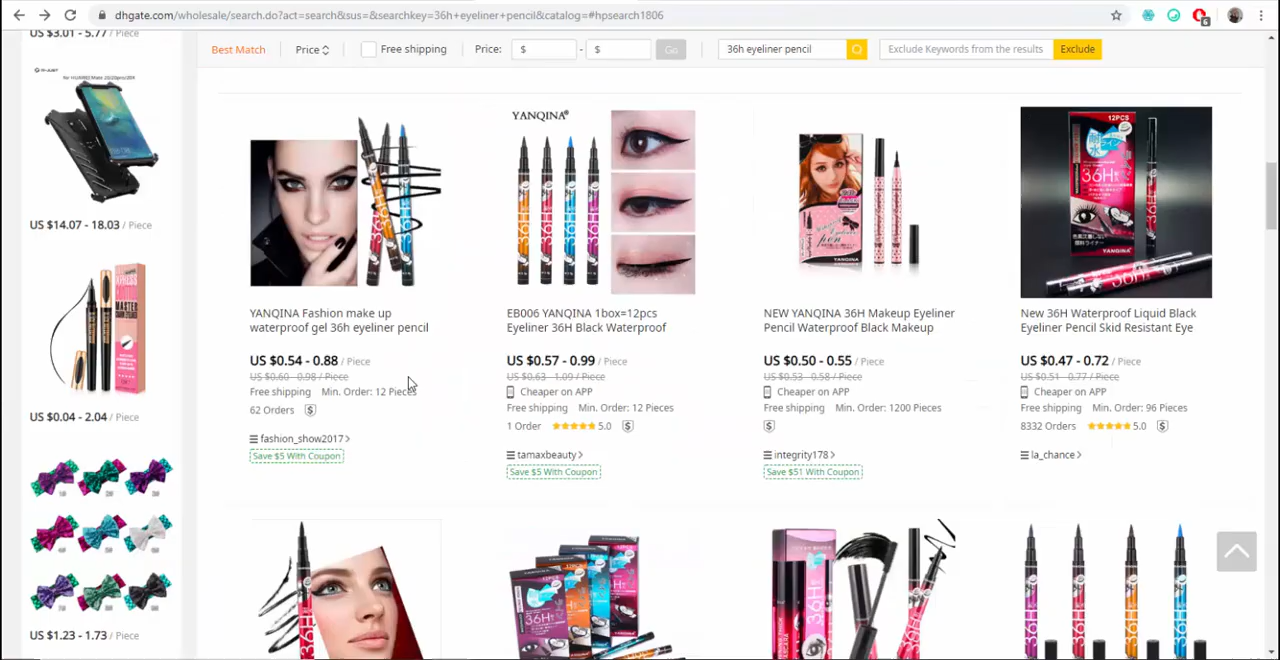 dhgate.com/wholesale/search.do?act=search&sus=&searchkey=36h+eyeliner+pencil&catalog=#hpsearch1806
6
US $3.01 - 5.77 / Piece
Best Match
Price
Free shipping
Price:
$
-
$
Go
36h eyeliner pencil
Exclude Keywords from the results
Exclude
US $14.07 - 18.03 / Piece
US $0.04 - 2.04 / Piece
US $1.23 - 1.73 / Piece
YANQINA Fashion make up
waterproof gel 36h eyeliner pencil
US $0.54 - 0.88 / Piece
US $0.60 - 0.98 / Piece
Free shipping Min. Order: 12 Pieces
62 Orders
fashion_show2017
Save $5 With Coupon
YANQINA®
EB006 YANQINA 1box=12pcs
Eyeliner 36H Black Waterproof
US $0.57 - 0.99 / Piece
US $0.63 - 1.09 / Piece
Cheaper on APP
Free shipping Min. Order: 12 Pieces
1 Order 5.0
tamaxbeauty
Save $5 With Coupon
NEW YANQINA 36H Makeup Eyeliner
Pencil Waterproof Black Makeup
US $0.50 - 0.55 / Piece
US $0.53 - 0.58 / Piece
Cheaper on APP
Free shipping Min. Order: 1200 Pieces
integrity178
Save $51 With Coupon
12PCS
36H
YANQINA
New 36H Waterproof Liquid Black
Eyeliner Pencil Skid Resistant Eye
US $0.47 - 0.72 / Piece
US $0.51 - 0.77 / Piece
Cheaper on APP
Free shipping Min. Order: 96 Pieces
8332 Orders 5.0
la_chance
36H
36H
36H